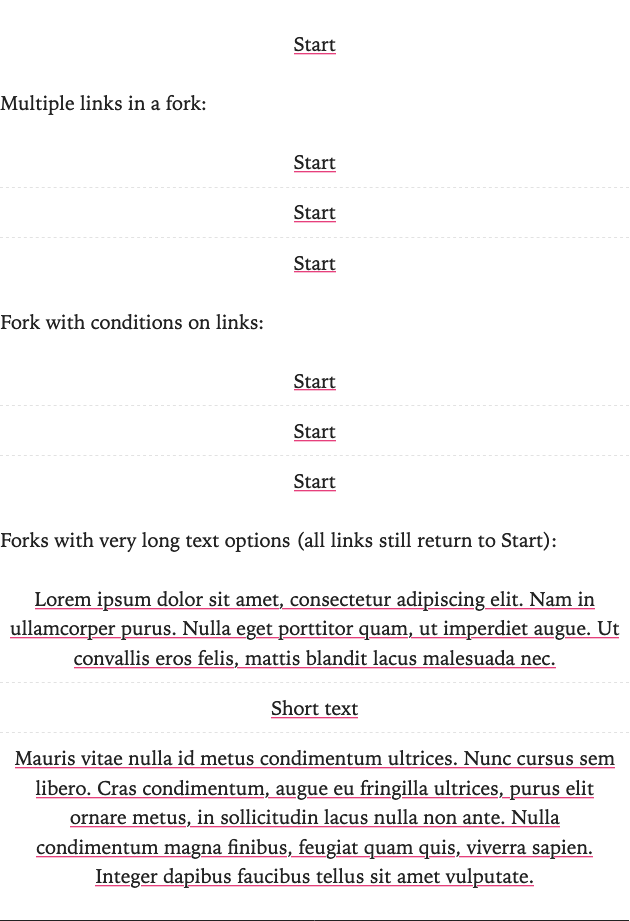 Start
Multiple links in a fork:
Start
Start
Start
Fork with conditions on links:
Start
Start
Start
Forks with very long text options (all links still return to Start):
Lorem ipsum dolor sit amet, consectetur adipiscing elit. Nam in
ullamcorper purus. Nulla eget porttitor quam, ut imperdiet augue. Ut
convallis eros felis, mattis blandit lacus malesuada nec.
Short text
Mauris vitae nulla id metus condimentum ultrices. Nunc cursus sem
libero. Cras condimentum, augue eu fringilla ultrices, purus elit
ornare metus, in sollicitudin lacus nulla non ante. Nulla
condimentum magna finibus, feugiat quam quis, viverra sapien.
Integer dapibus faucibus tellus sit amet vulputate.